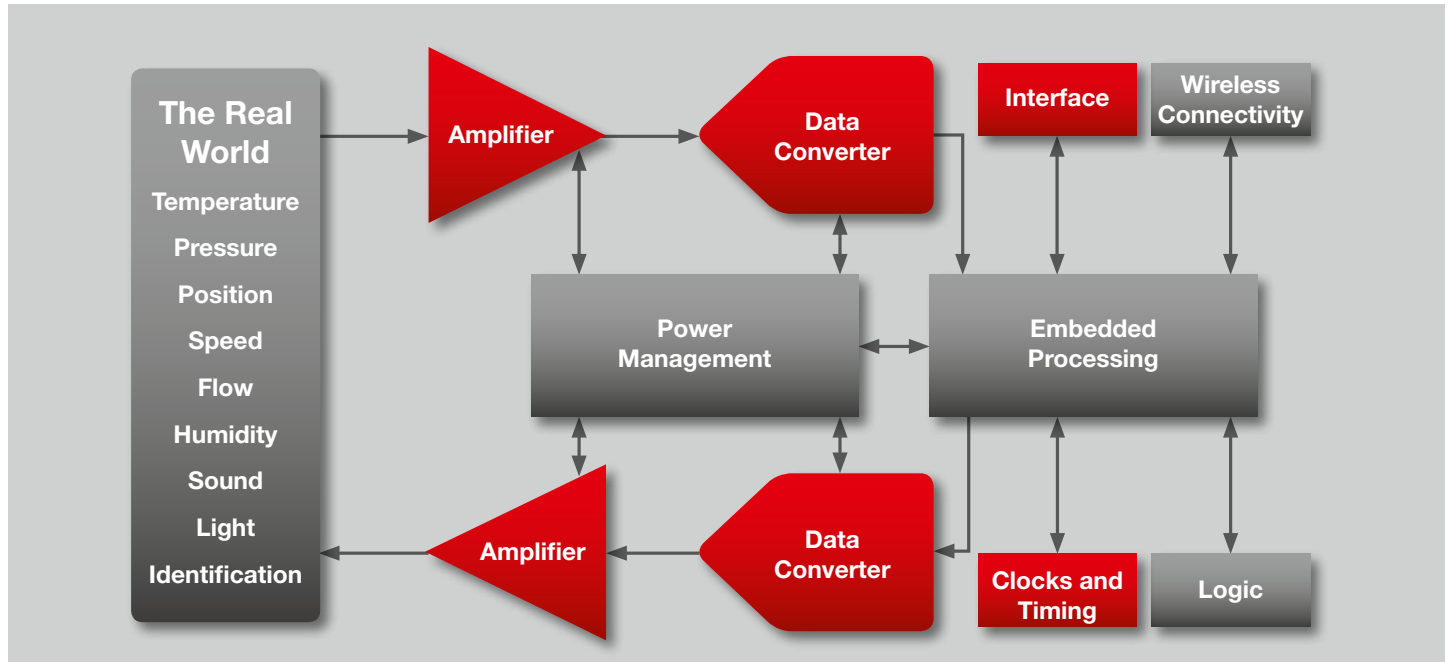 The Real
World
Temperature
Pressure
Position
Speed
Flow
Humidity
Sound
Light
Identification
Amplifier
Data
Converter
Interface
Wireless
Connectivity
Power
Management
Embedded
Processing
Amplifier
Data
Converter
Clocks and
Timing
Logic